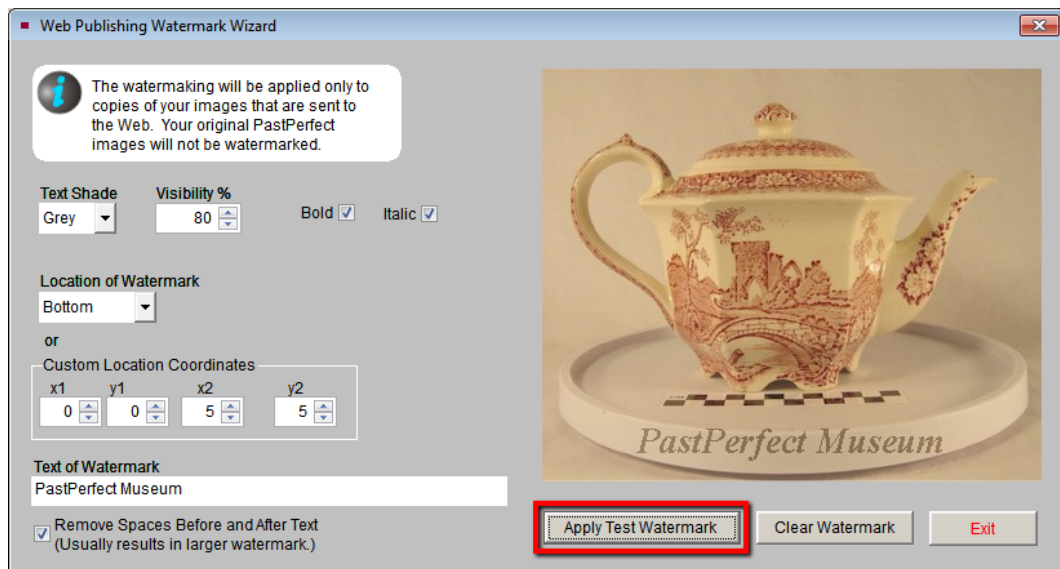 Web Publishing Watermark Wizard
The watermaking will be applied only to
copies of your images that are sent to
the Web. Your original PastPerfect
images will not be watermarked.
Text Shade
Visibility %
Grey
80
Bold
Italic
Location of Watermark
Bottom
or
Custom Location Coordinates
x1 y1 x2 y2
0 0 5 5
Text of Watermark
PastPerfect Museum
Remove Spaces Before and After Text
(Usually results in larger watermark.)
PastPerfect Museum
Apply Test Watermark
Clear Watermark
Exit